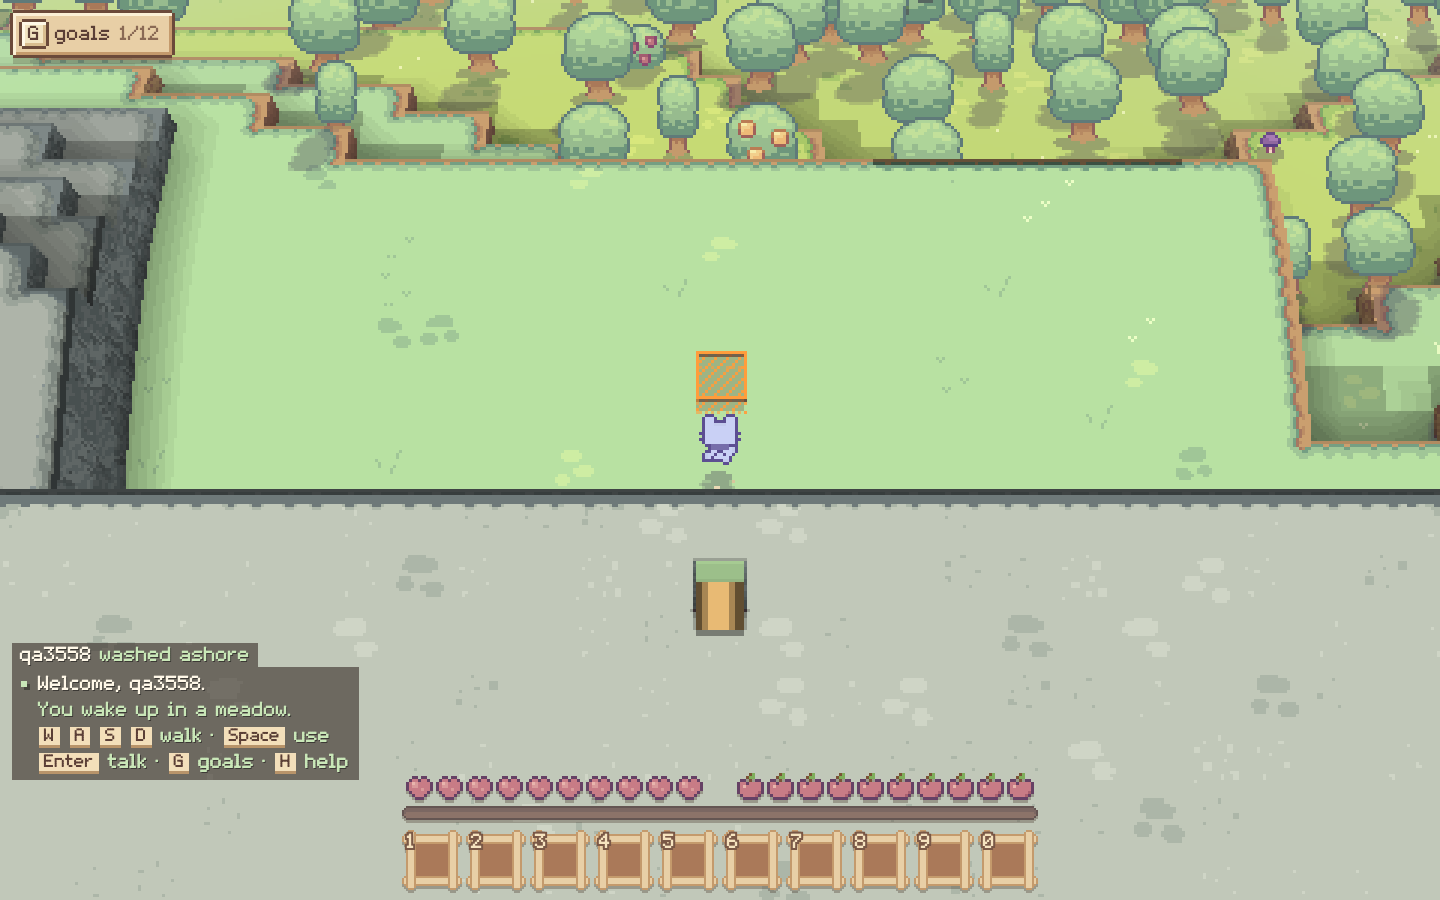 G goals 1/12
qa3558 washed ashore
Welcome, qa3558.
You wake up in a meadow.
W A S D walk · Space use
Enter talk · G goals · H help
1 2 3 4 5 6 7 8 9 0